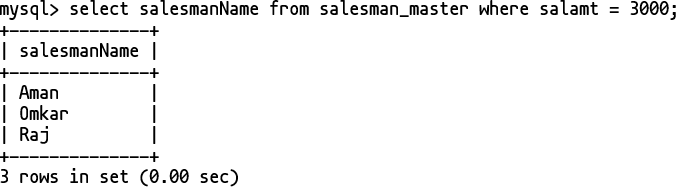 mysql> select salesmanName from salesman_master where salamt = 3000;
+--------------+
| salesmanName |
+--------------+
| Aman         |
| Omkar        |
| Raj          |
+--------------+
3 rows in set (0.00 sec)